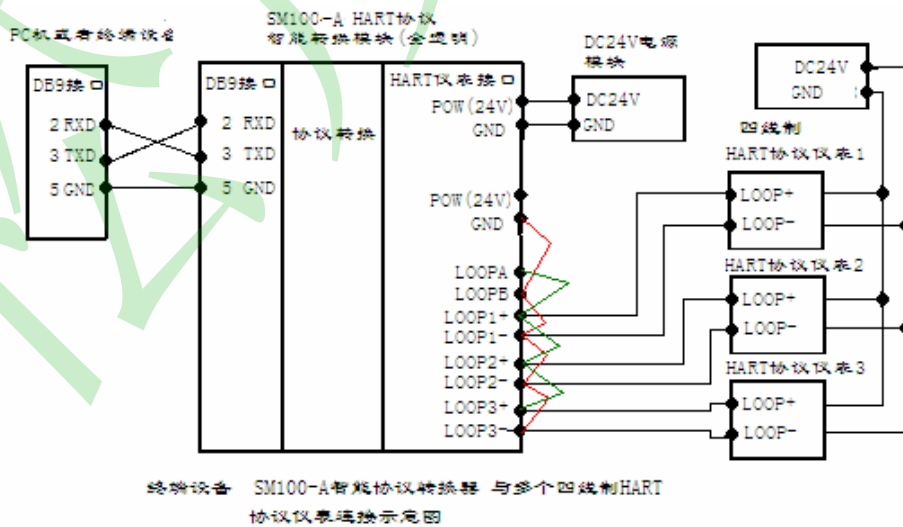 SM100-A HART协议
智能转换模块(全透明)
PC机或者终端设备
DC24V电源
模块
DB9接口
2 RXD
3 TXD
5 GND
DB9接口
2 RXD
3 TXD
5 GND
协议转换
HART仪表接口
POW(24V)
GND
POW(24V)
GND
LOOPA
LOOPB
LOOP1+
LOOP1-
LOOP2+
LOOP2-
LOOP3+
LOOP3-
DC24V
GND
DC24V
GND
四线制
HART协议仪表1
LOOP+
LOOP-
HART协议仪表2
LOOP+
LOOP-
HART协议仪表3
LOOP+
LOOP-
终端设备 SM100-A智能协议转换器 与多个四线制HART
协议仪表连接示意图